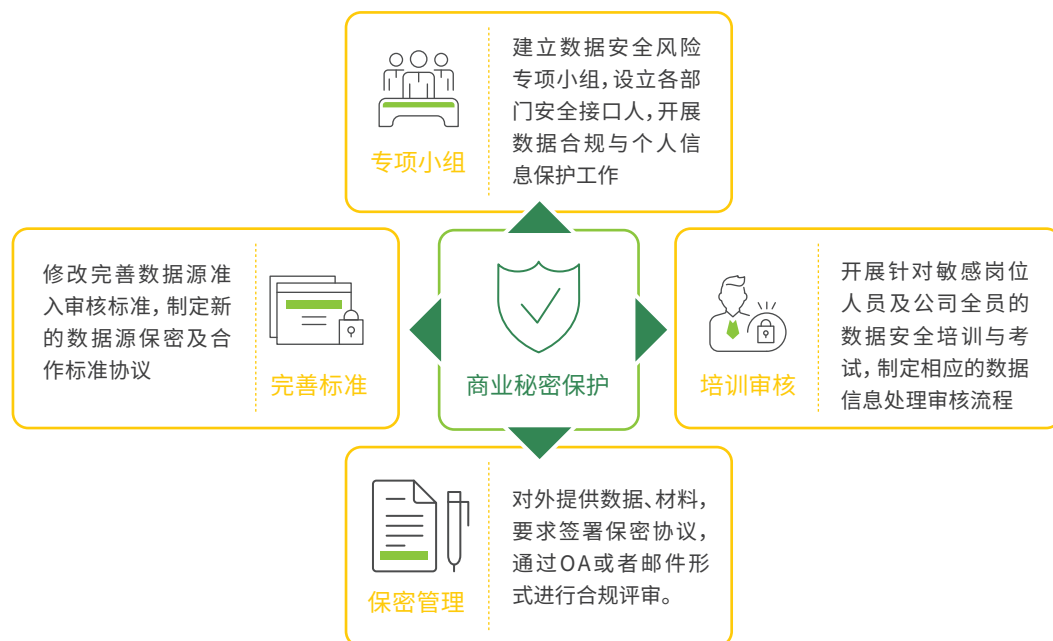 建立数据安全风险
专项小组,设立各部
门安全接口人,开展
数据合规与个人信
息保护工作
专项小组
修改完善数据源准
入审核标准,制定新
的数据源保密及合
作标准协议
完善标准
商业秘密保护
培训审核
开展针对敏感岗位
人员及公司全员的
数据安全培训与考
试,制定相应的数据
信息处理审核流程
对外提供数据、材料,
要求签署保密协议,
通过OA或者邮件形
式进行合规评审。
保密管理